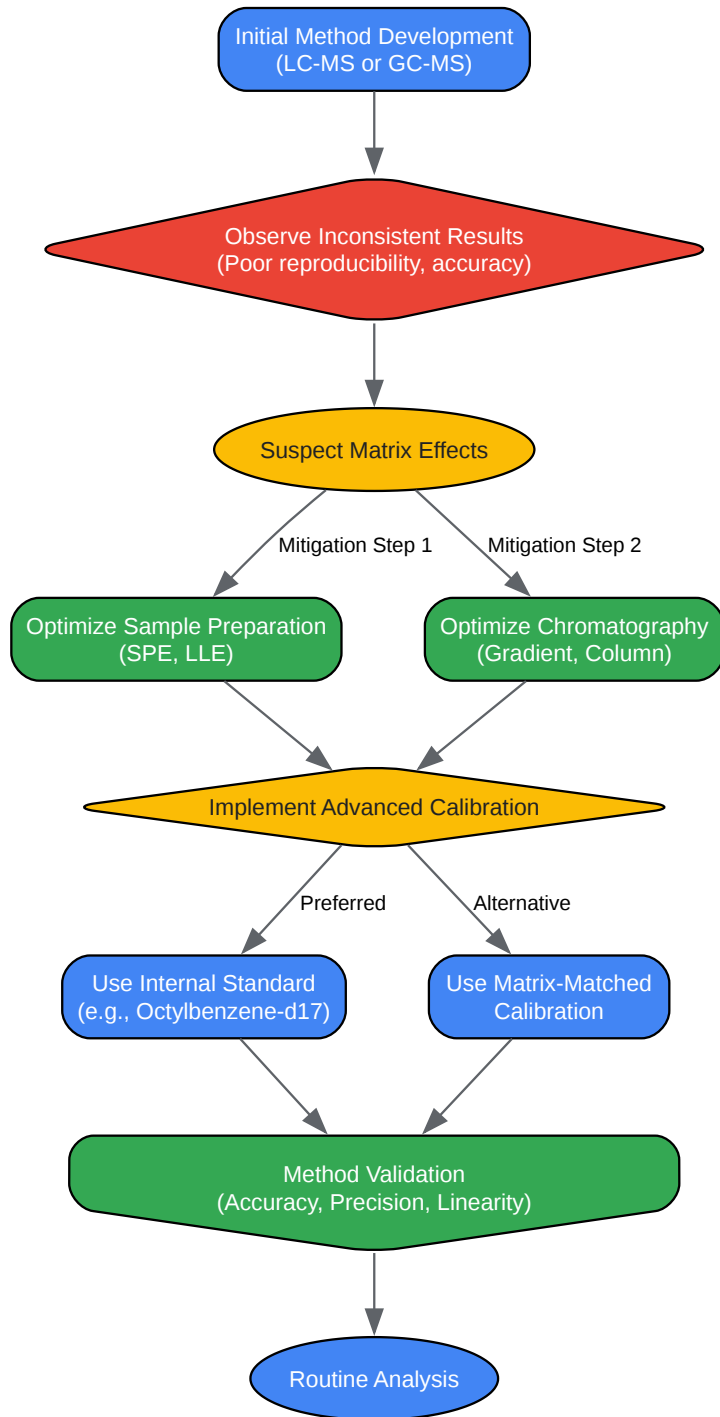 Initial Method Development
(LC-MS or GC-MS)
Observe Inconsistent Results
(Poor reproducibility, accuracy)
Suspect Matrix Effects
Mitigation Step 1
Mitigation Step 2
Optimize Sample Preparation
(SPE, LLE)
Optimize Chromatography
(Gradient, Column)
Implement Advanced Calibration
Preferred
Alternative
Use Internal Standard
(e.g., Octylbenzene-d17)
Use Matrix-Matched
Calibration
Method Validation
(Accuracy, Precision, Linearity)
Routine Analysis